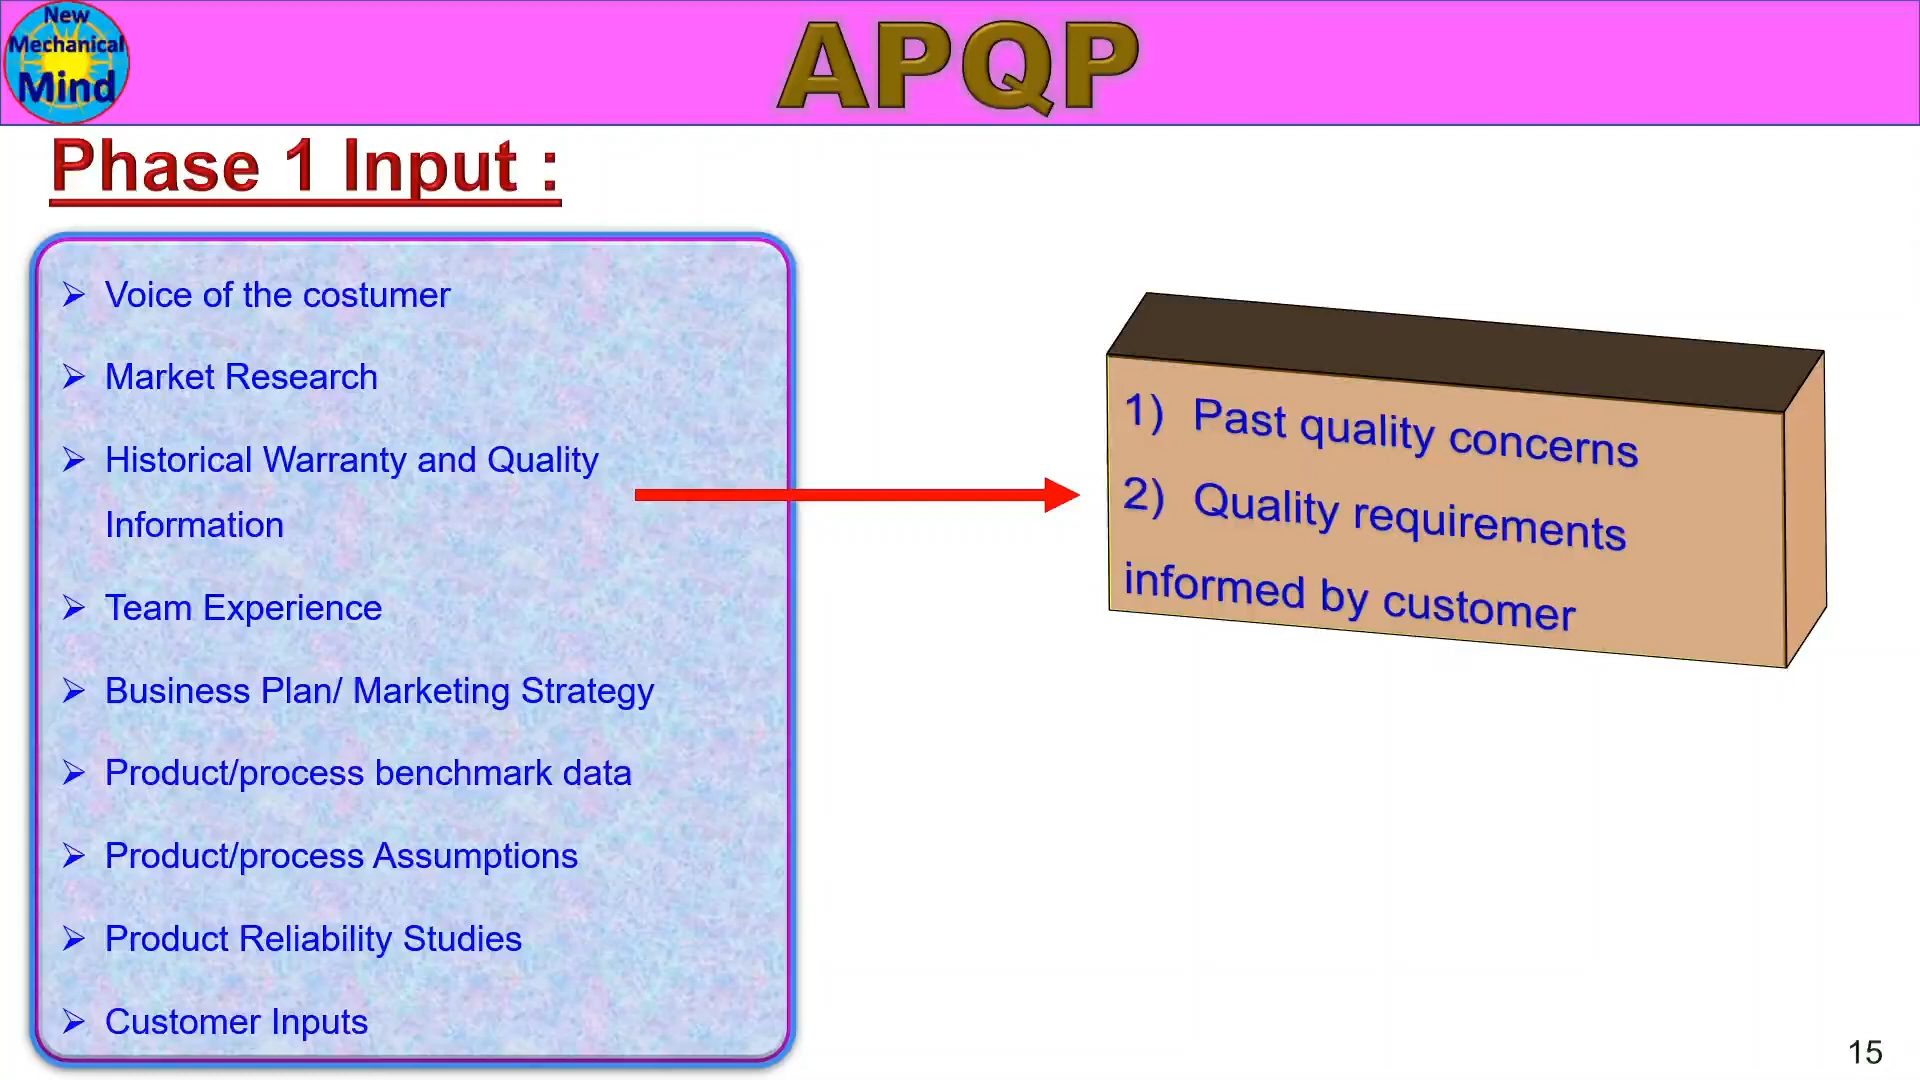 New
Mechanical
Mind
APQP
Phase 1 Input :
➢ Voice of the costumer
➢ Market Research
➢ Historical Warranty and Quality
Information
➢ Team Experience
➢ Business Plan/ Marketing Strategy
➢ Product/process benchmark data
➢ Product/process Assumptions
➢ Product Reliability Studies
➢ Customer Inputs
1) Past quality concerns
2) Quality requirements
informed by customer
15